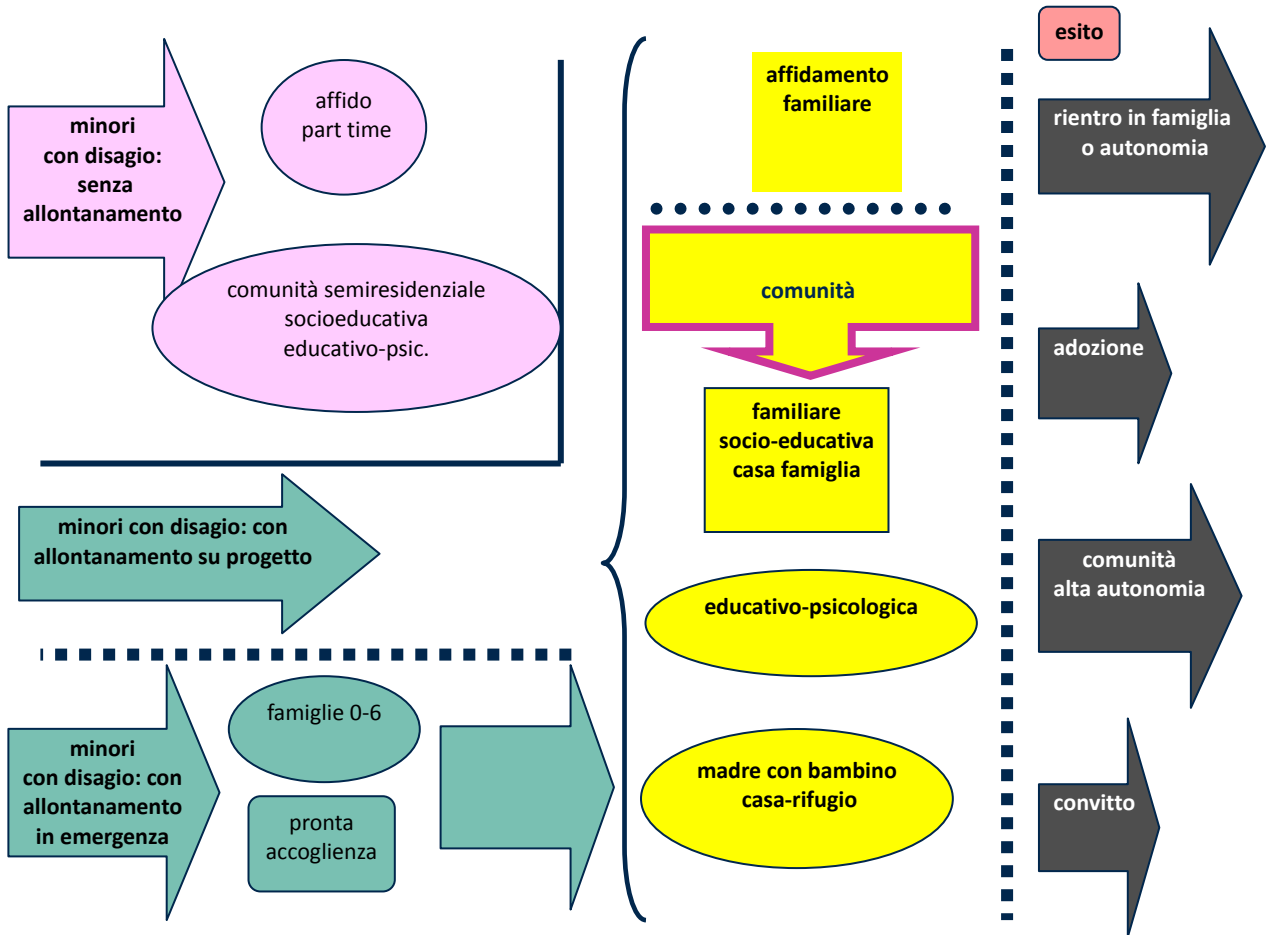 minori
con disagio:
senza
allontanamento
affido
part time
comunità semiresidenziale
socioeducativa
educativo-psic.
minori con disagio: con
allontanamento su progetto
minori
con disagio: con
allontanamento
in emergenza
famiglie 0-6
pronta
accoglienza
affidamento
familiare
comunità
familiare
socio-educativa
casa famiglia
educativo-psicologica
madre con bambino
casa-rifugio
esito
rientro in famiglia
o autonomia
adozione
comunità
alta autonomia
convitto